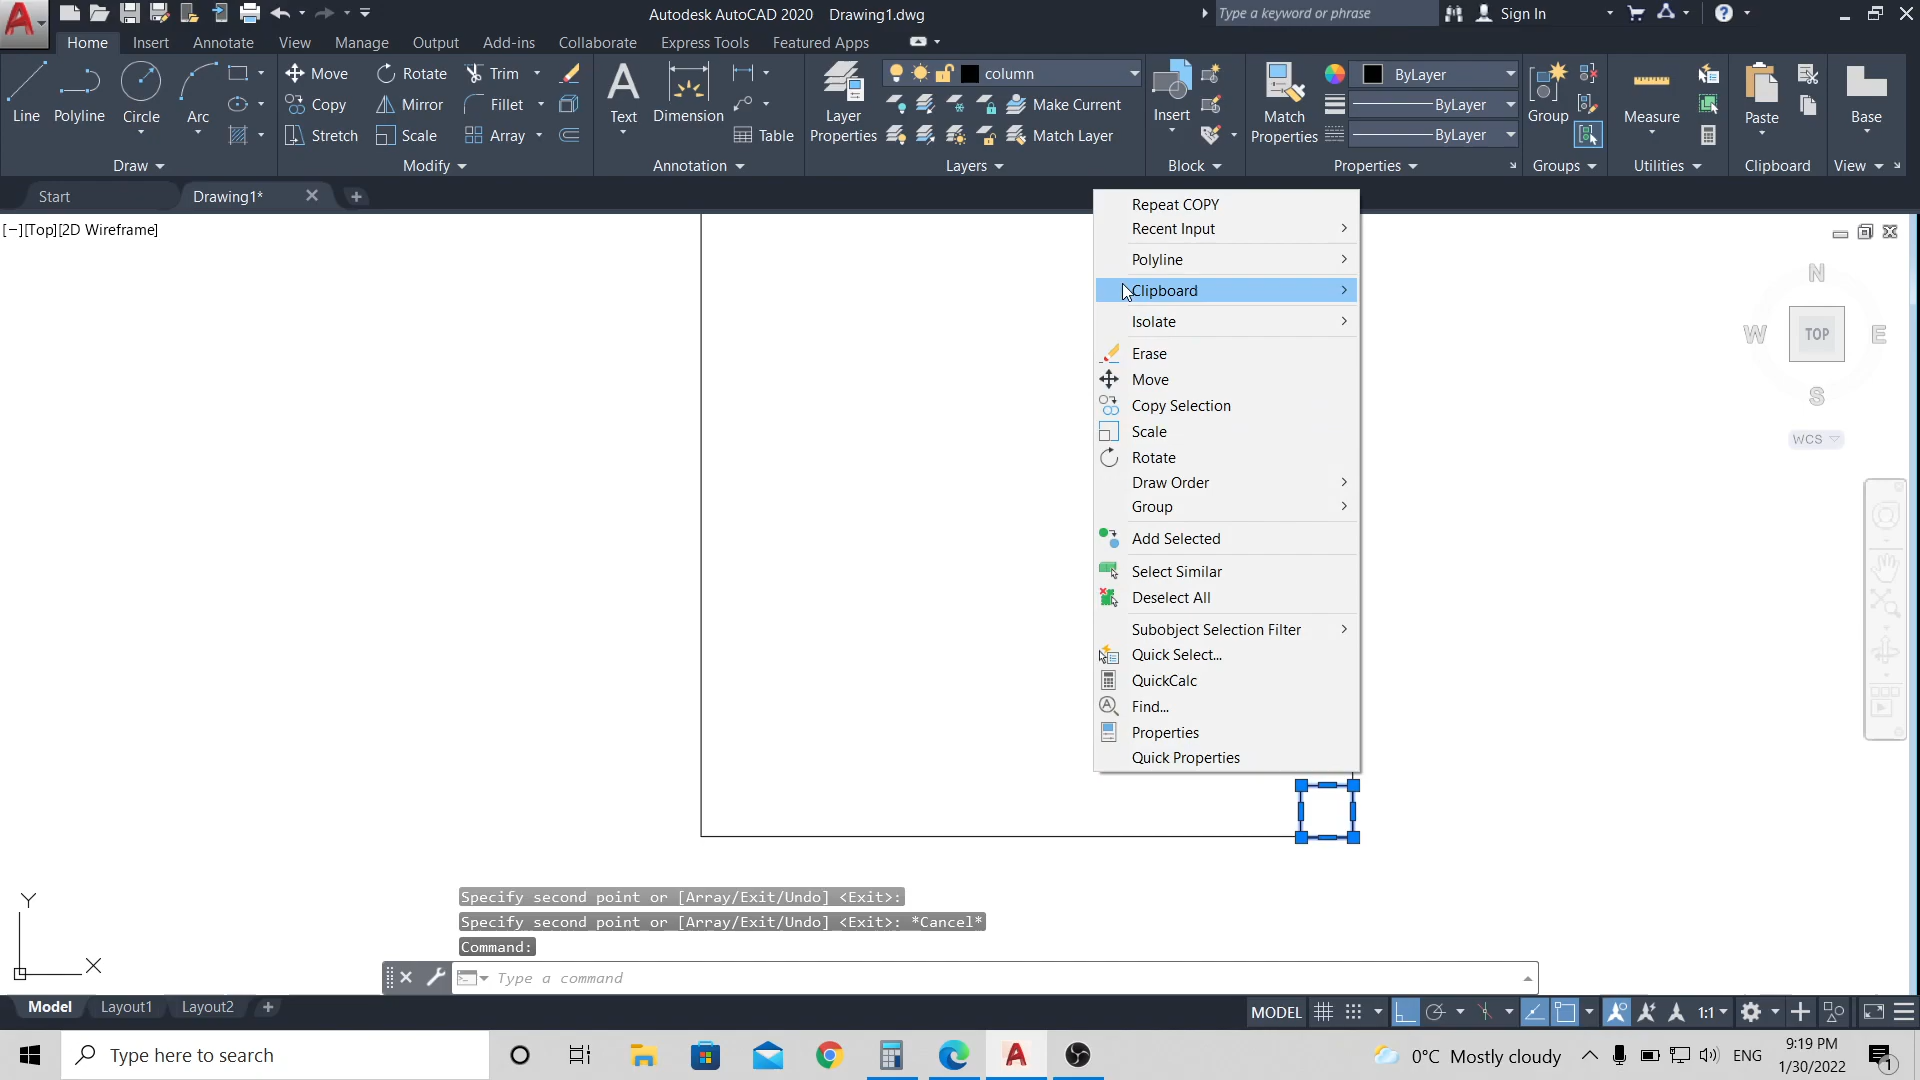 Autodesk AutoCAD 2020 Drawing1.dwg
Type a keyword or phrase
Sign In
Home Insert Annotate View Manage Output Add-ins Collaborate Express Tools Featured Apps
Line Polyline Circle Arc
Move Rotate Trim
Copy Mirror Fillet
Stretch Scale Array
Text Dimension Table
Layer Properties
column
Make Current
Match Layer
Insert
Match Properties
ByLayer
ByLayer
ByLayer
Group
Measure
Paste
Base
Draw Modify Annotation Layers Block Properties Groups Utilities Clipboard View
Start Drawing1*
[−][Top][2D Wireframe]
Repeat COPY
Recent Input
Polyline
Clipboard
Isolate
Erase
Move
Copy Selection
Scale
Rotate
Draw Order
Group
Add Selected
Select Similar
Deselect All
Subobject Selection Filter
Quick Select...
QuickCalc
Find...
Properties
Quick Properties
N
W TOP E
S
WCS
Y
X
Specify second point or [Array/Exit/Undo] <Exit>:
Specify second point or [Array/Exit/Undo] <Exit>: *Cancel*
Command:
Type a command
Model Layout1 Layout2
MODEL
1:1
Type here to search
0°C Mostly cloudy
ENG
9:19 PM
1/30/2022
1